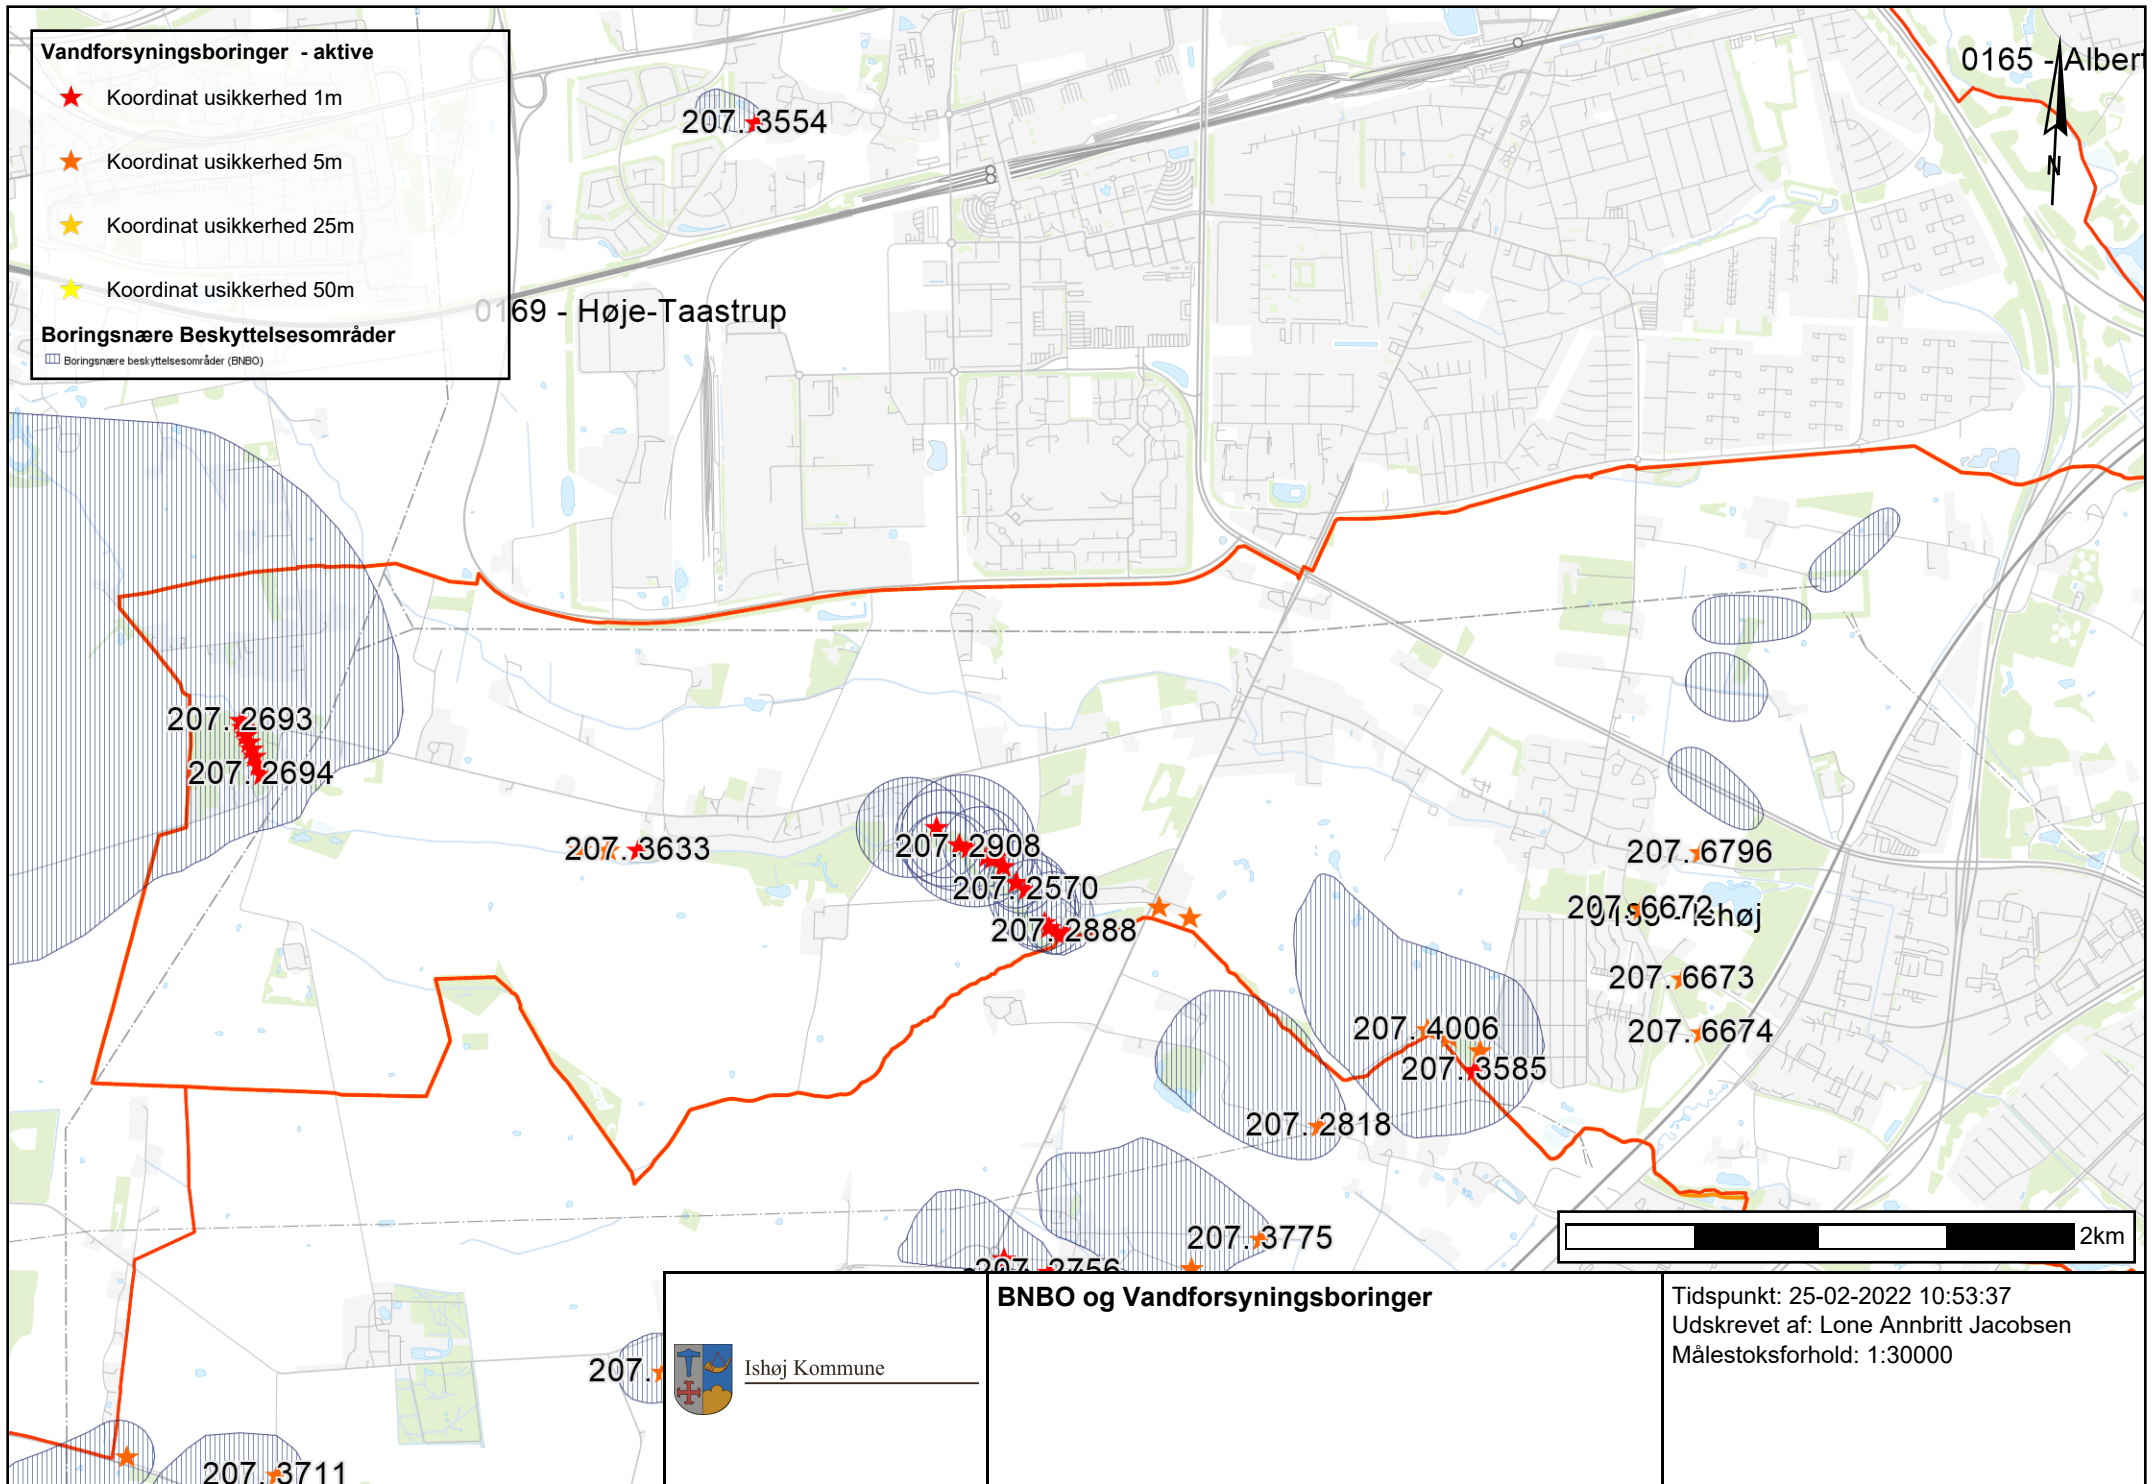 Vandforsyningsboringer - aktive
Koordinat usikkerhed 1m
Koordinat usikkerhed 5m
Koordinat usikkerhed 25m
Koordinat usikkerhed 50m
Boringsnære Beskyttelsesområder
Boringsnære beskyttelsesområder (BNBO)
0165 - Albert
N
207. 3554
0169 - Høje-Taastrup
207. 2693
207. 2694
207. 3633
207. 2908
207. 2570
207. 2888
207. 6796
207. 6672
Ishøj
207. 6673
207. 6674
207. 4006
207. 3585
207. 2818
207. 3775
207. 2756
207.
207. 3711
2km
Ishøj Kommune
BNBO og Vandforsyningsboringer
Tidspunkt: 25-02-2022 10:53:37
Udskrevet af: Lone Annbritt Jacobsen
Målestoksforhold: 1:30000